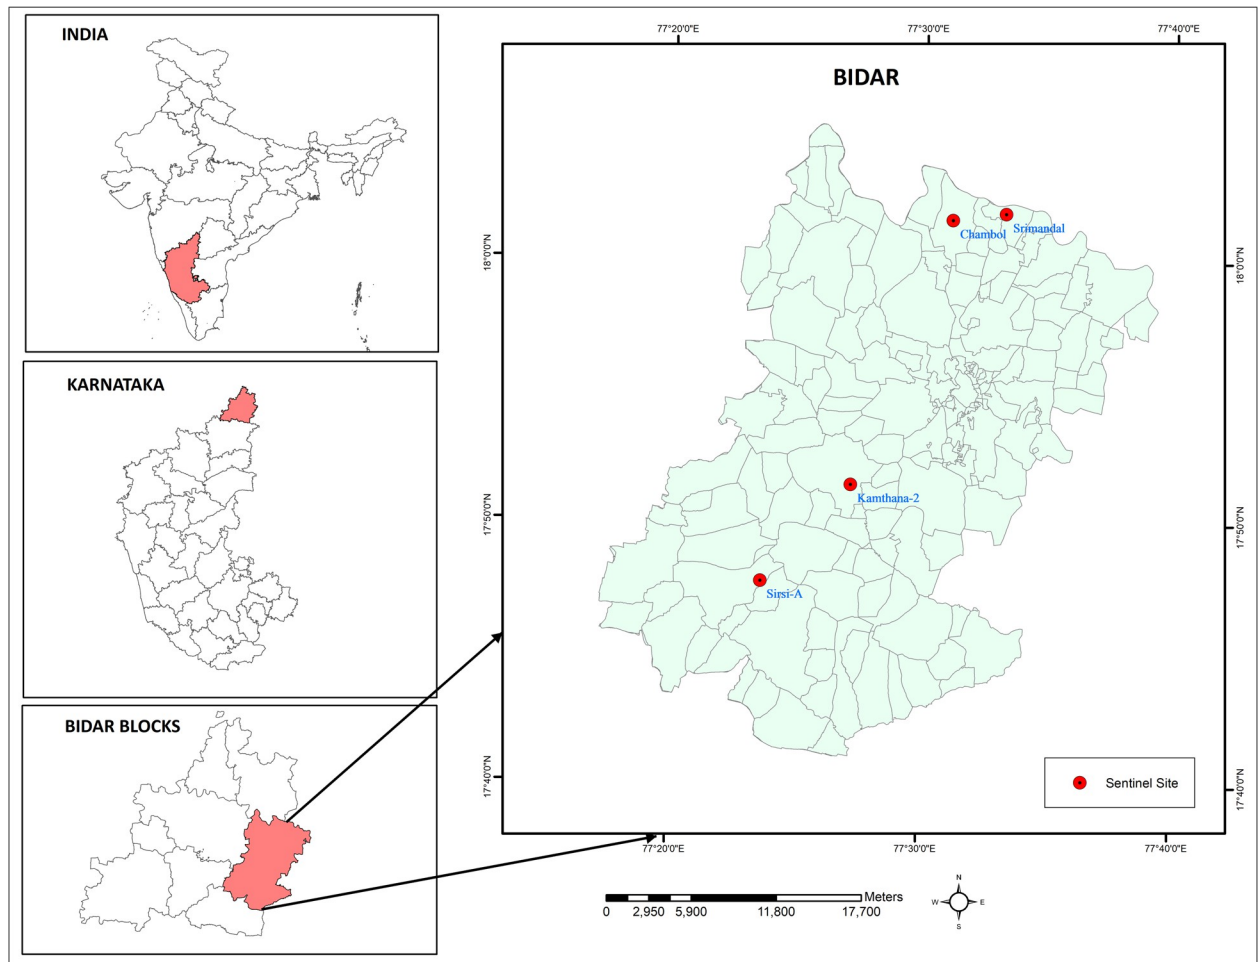 INDIA
KARNATAKA
BIDAR BLOCKS
77°20'0"E 77°30'0"E 77°40'0"E
BIDAR
Chambol
Srimandal
18°0'0"N
18°0'0"N
Kamthana-2
17°50'0"N
17°50'0"N
Sirsi-A
17°40'0"N
17°40'0"N
Sentinel Site
77°20'0"E 77°30'0"E 77°40'0"E
Meters
0 2,950 5,900 11,800 17,700
N
W E
S